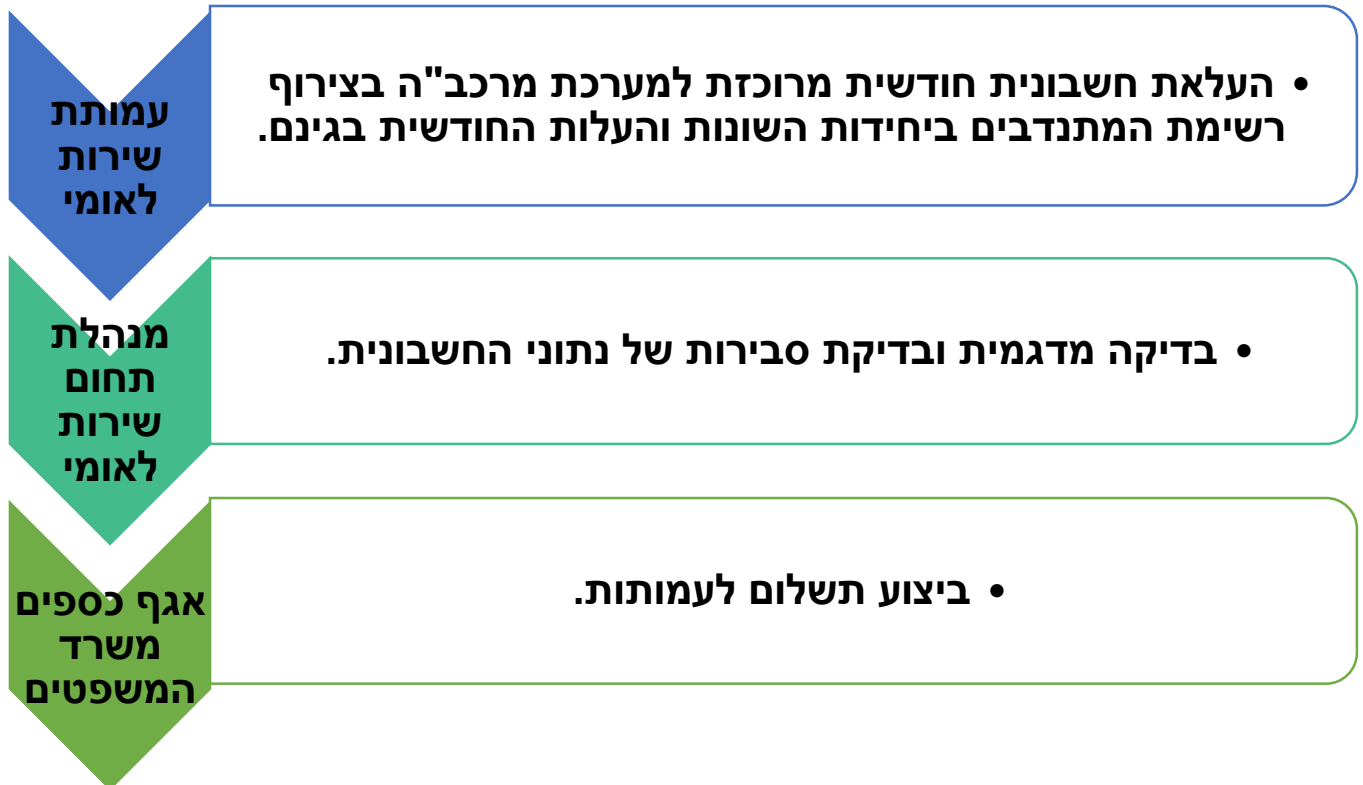 עמותת
שירות
לאומי
• העלאת חשבונית חודשית מרוכזת למערכת מרכב"ה בצירוף
רשימת המתנדבים ביחידות השונות והעלות החודשית בגינם.
מנהלת
תחום
שירות
לאומי
• בדיקה מדגמית ובדיקת סבירות של נתוני החשבונית.
אגף כספים
משרד
המשפטים
• ביצוע תשלום לעמותות.